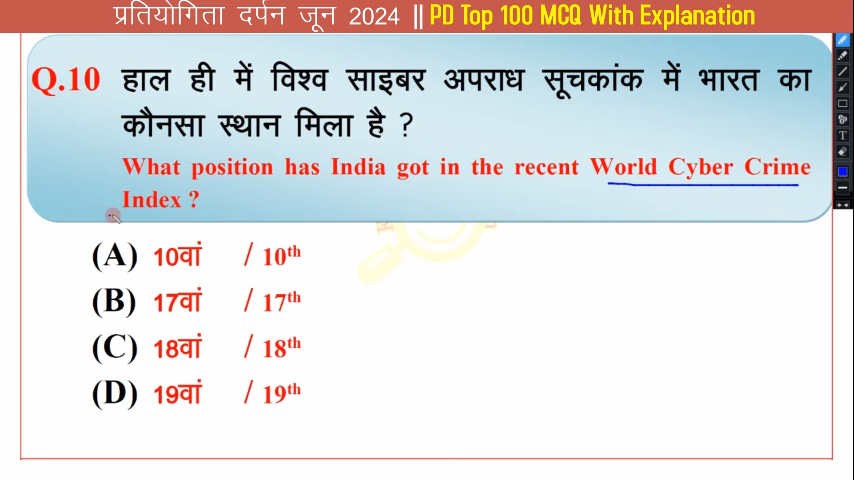 प्रतियोगिता दर्पन जून 2024 || PD Top 100 MCQ With Explanation
Q.10 हाल ही में विश्व साइबर अपराध सूचकांक में भारत का
कौनसा स्थान मिला है ?
What position has India got in the recent World Cyber Crime
Index ?
(A) 10वां / 10th
(B) 17वां / 17th
(C) 18वां / 18th
(D) 19वां / 19th